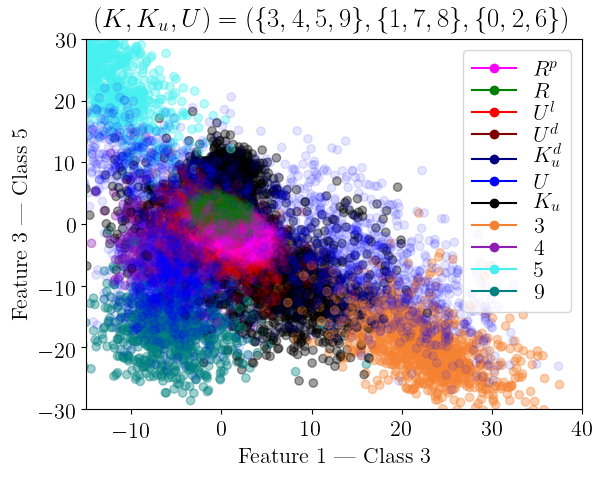 (K, K_u, U) = ({3, 4, 5, 9}, {1, 7, 8}, {0, 2, 6})
30
20
10
0
−10
−20
−30
Feature 3 — Class 5
R^p
R
U^l
U^d
K_u^d
U
K_u
3
4
5
9
−10
0
10
20
30
40
Feature 1 — Class 3